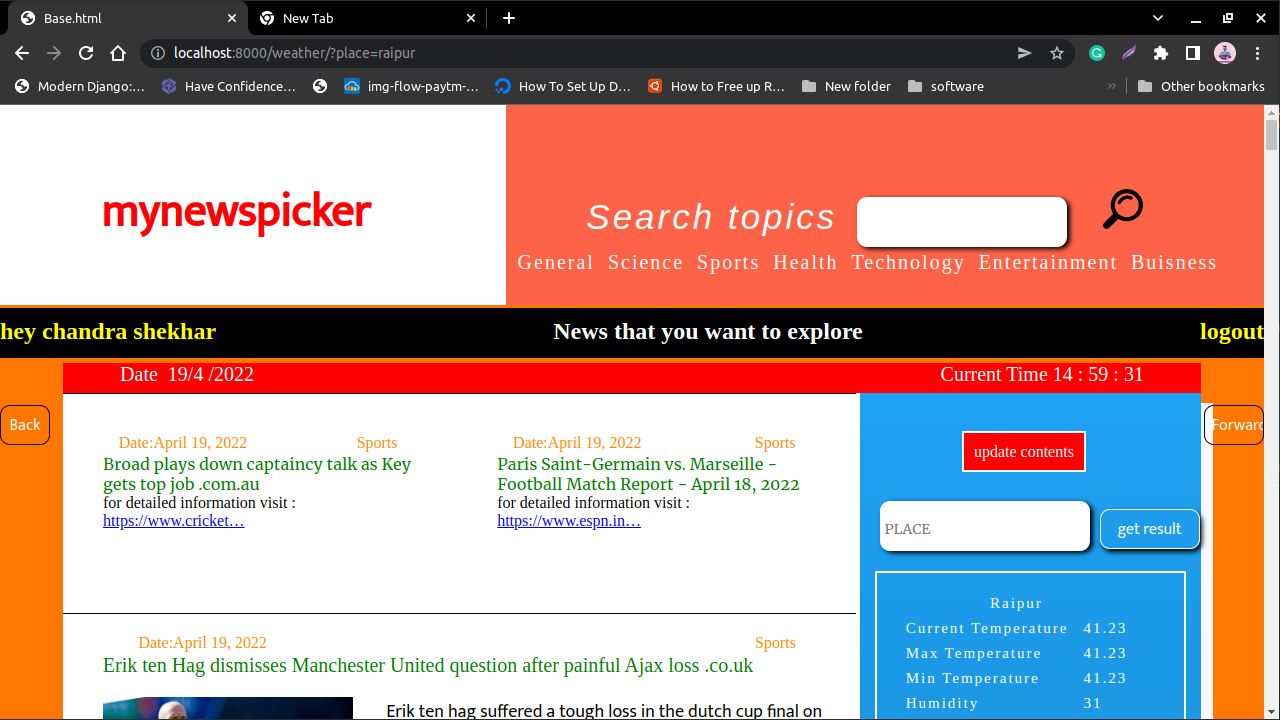 Base.html
New Tab
localhost:8000/weather/?place=raipur
Modern Django:…
Have Confidence…
img-flow-paytm-…
How To Set Up D…
How to Free up R…
New folder
software
»
Other bookmarks
mynewspicker
Search topics
General Science Sports Health Technology Entertainment Buisness
hey chandra shekhar
News that you want to explore
logout
Date 19/4 /2022
Current Time 14 : 59 : 31
Back
Forward
Date:April 19, 2022
Sports
Broad plays down captaincy talk as Key
gets top job .com.au
for detailed information visit :
https://www.cricket…
Date:April 19, 2022
Sports
Paris Saint-Germain vs. Marseille -
Football Match Report - April 18, 2022
for detailed information visit :
https://www.espn.in…
update contents
PLACE
get result
Raipur
Current Temperature 41.23
Max Temperature 41.23
Min Temperature 41.23
Humidity 31
Date:April 19, 2022
Sports
Erik ten Hag dismisses Manchester United question after painful Ajax loss .co.uk
Erik ten hag suffered a tough loss in the dutch cup final on